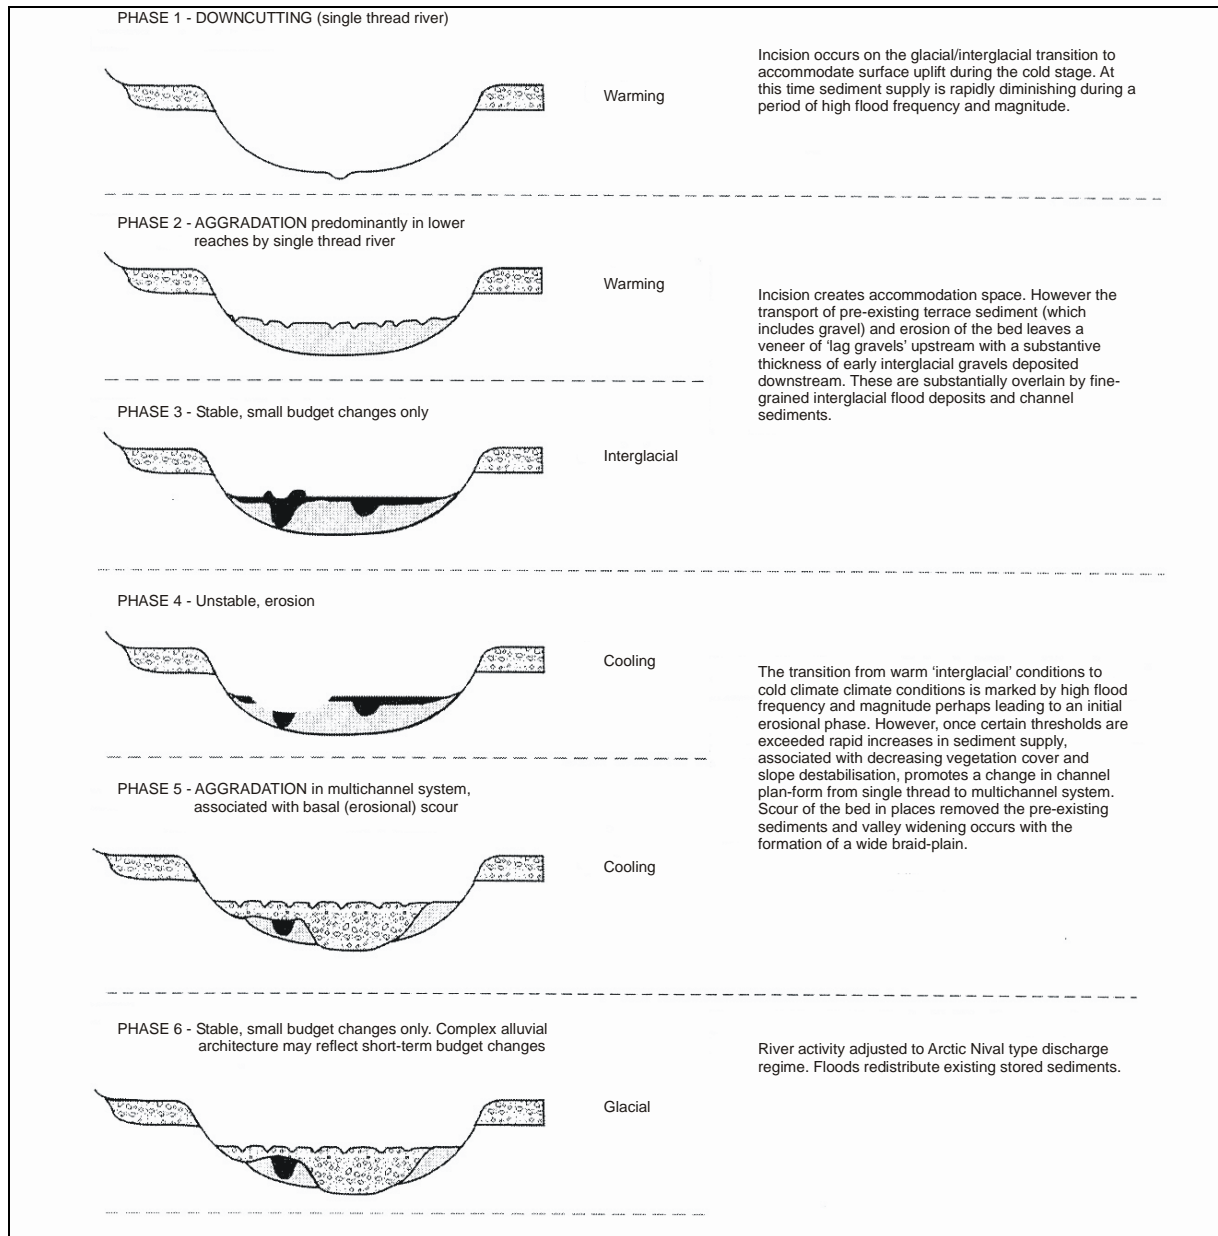 PHASE 1 - DOWNCUTTING (single thread river)
Warming
Incision occurs on the glacial/interglacial transition to
accommodate surface uplift during the cold stage. At
this time sediment supply is rapidly diminishing during a
period of high flood frequency and magnitude.
PHASE 2 - AGGRADATION predominantly in lower
reaches by single thread river
Warming
Incision creates accommodation space. However the
transport of pre-existing terrace sediment (which
includes gravel) and erosion of the bed leaves a
veneer of ‘lag gravels’ upstream with a substantive
thickness of early interglacial gravels deposited
downstream. These are substantially overlain by fine-
grained interglacial flood deposits and channel
sediments.
PHASE 3 - Stable, small budget changes only
Interglacial
PHASE 4 - Unstable, erosion
Cooling
The transition from warm ‘interglacial’ conditions to
cold climate climate conditions is marked by high flood
frequency and magnitude perhaps leading to an initial
erosional phase. However, once certain thresholds are
exceeded rapid increases in sediment supply,
associated with decreasing vegetation cover and
slope destabilisation, promotes a change in channel
plan-form from single thread to multichannel system.
Scour of the bed in places removed the pre-existing
sediments and valley widening occurs with the
formation of a wide braid-plain.
PHASE 5 - AGGRADATION in multichannel system,
associated with basal (erosional) scour
Cooling
PHASE 6 - Stable, small budget changes only. Complex alluvial
architecture may reflect short-term budget changes
Glacial
River activity adjusted to Arctic Nival type discharge
regime. Floods redistribute existing stored sediments.